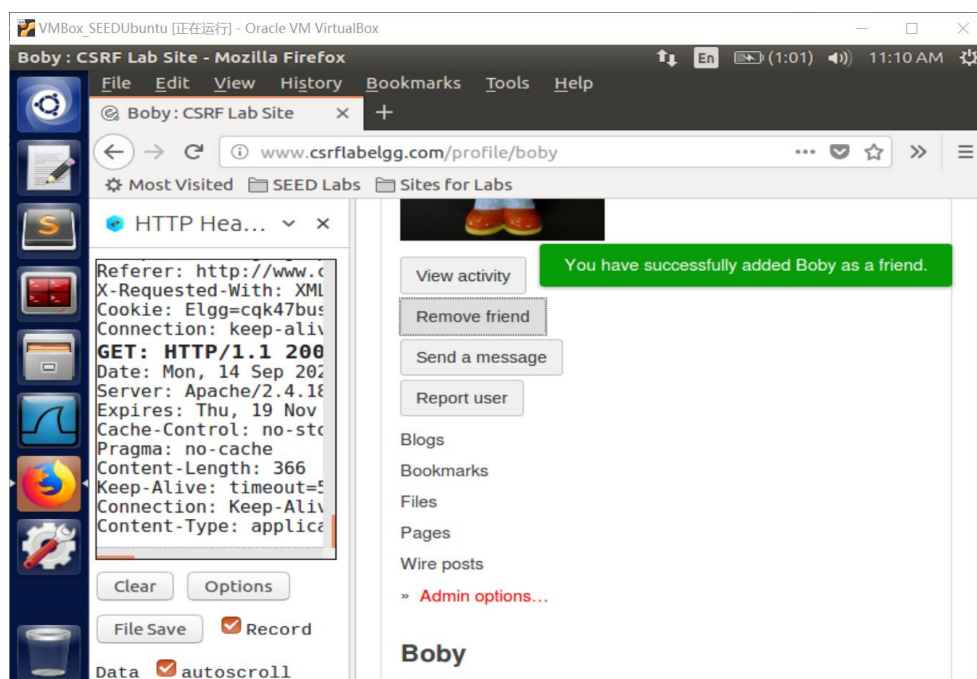 VMBox_SEEDUbuntu [正在运行] - Oracle VM VirtualBox
Boby : CSRF Lab Site - Mozilla Firefox
En (1:01) 11:10 AM
File Edit View History Bookmarks Tools Help
Boby : CSRF Lab Site
www.csrflabelgg.com/profile/boby
Most Visited SEED Labs Sites for Labs
HTTP Hea...
Referer: http://www.c
X-Requested-With: XML
Cookie: Elgg=cqk47bus
Connection: keep-aliv
GET: HTTP/1.1 200
Date: Mon, 14 Sep 202
Server: Apache/2.4.18
Expires: Thu, 19 Nov
Cache-Control: no-sto
Pragma: no-cache
Content-Length: 366
Keep-Alive: timeout=5
Connection: Keep-Aliv
Content-Type: applica
Clear Options
File Save Record
Data autoscroll
You have successfully added Boby as a friend.
View activity
Remove friend
Send a message
Report user
Blogs
Bookmarks
Files
Pages
Wire posts
» Admin options...
Boby